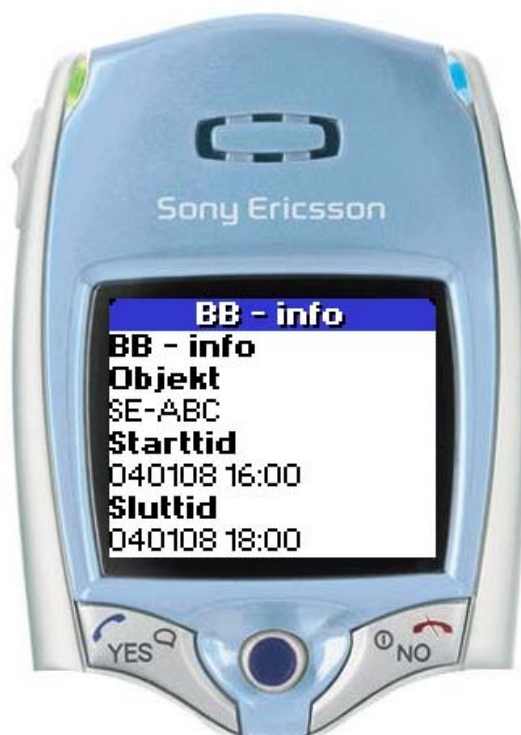 Sony Ericsson
BB - info
BB - info
Objekt
SE-ABC
Starttid
040108 16:00
Sluttid
040108 18:00
YES
NO